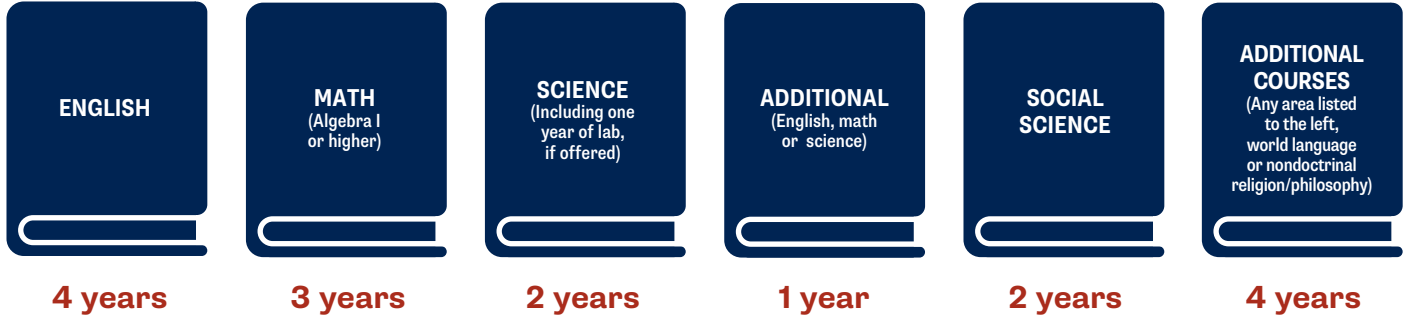 ENGLISH
4 years
MATH
(Algebra I
or higher)
3 years
SCIENCE
(Including one
year of lab,
if offered)
2 years
ADDITIONAL
(English, math
or science)
1 year
SOCIAL
SCIENCE
2 years
ADDITIONAL
COURSES
(Any area listed
to the left,
world language
or nondoctrinal
religion/philosophy)
4 years